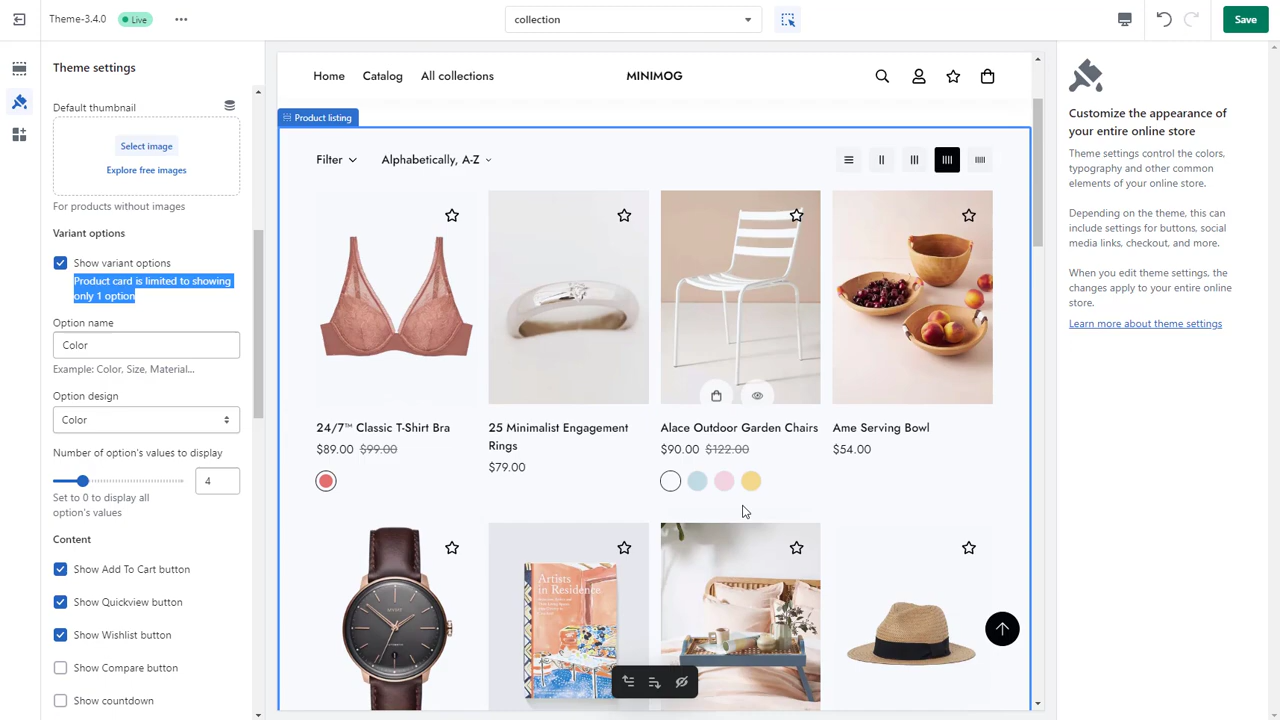 Theme-3.4.0
Live
collection
Save
Theme settings
Default thumbnail
Select image
Explore free images
For products without images
Variant options
Show variant options
Product card is limited to showing
only 1 option
Option name
Color
Example: Color, Size, Material...
Option design
Color
Number of option's values to display
4
Set to 0 to display all
option's values
Content
Show Add To Cart button
Show Quickview button
Show Wishlist button
Show Compare button
Show countdown
Home
Catalog
All collections
MINIMOG
Product listing
Filter
Alphabetically, A-Z
24/7™ Classic T-Shirt Bra
$89.00 $99.00
25 Minimalist Engagement
Rings
$79.00
Alace Outdoor Garden Chairs
$90.00 $122.00
Ame Serving Bowl
$54.00
Artists
in Residence
Customize the appearance of
your entire online store
Theme settings control the colors,
typography and other common
elements of your online store.
Depending on the theme, this can
include settings for buttons, social
media links, checkout, and more.
When you edit theme settings, the
changes apply to your entire online
store.
Learn more about theme settings